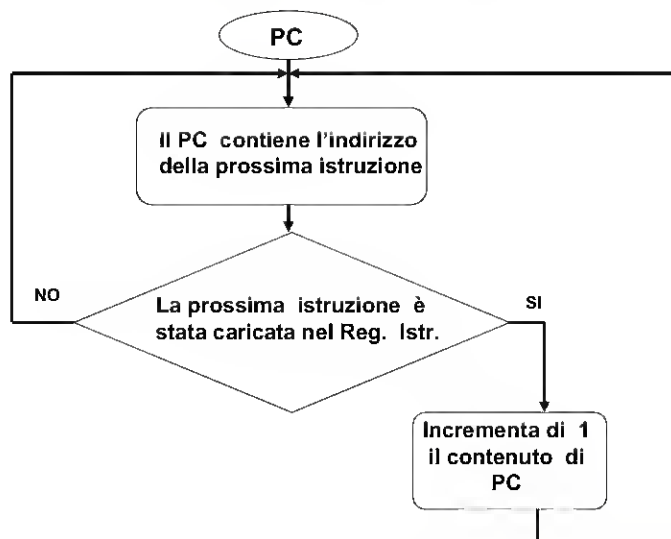 PC
Il PC contiene l'indirizzo
della prossima istruzione
NO
La prossima istruzione è
stata caricata nel Reg. Istr.
SI
Incrementa di 1
il contenuto di
PC